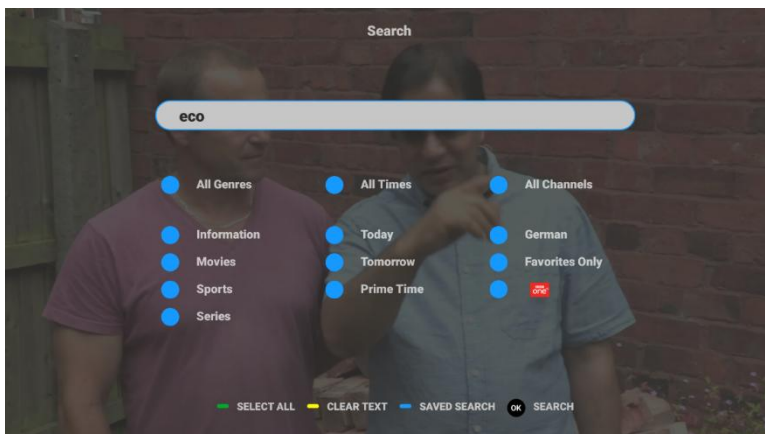 Search
eco
All Genres All Times All Channels
Information Today German
Movies Tomorrow Favorites Only
Sports Prime Time one
Series
SELECT ALL CLEAR TEXT SAVED SEARCH OK SEARCH